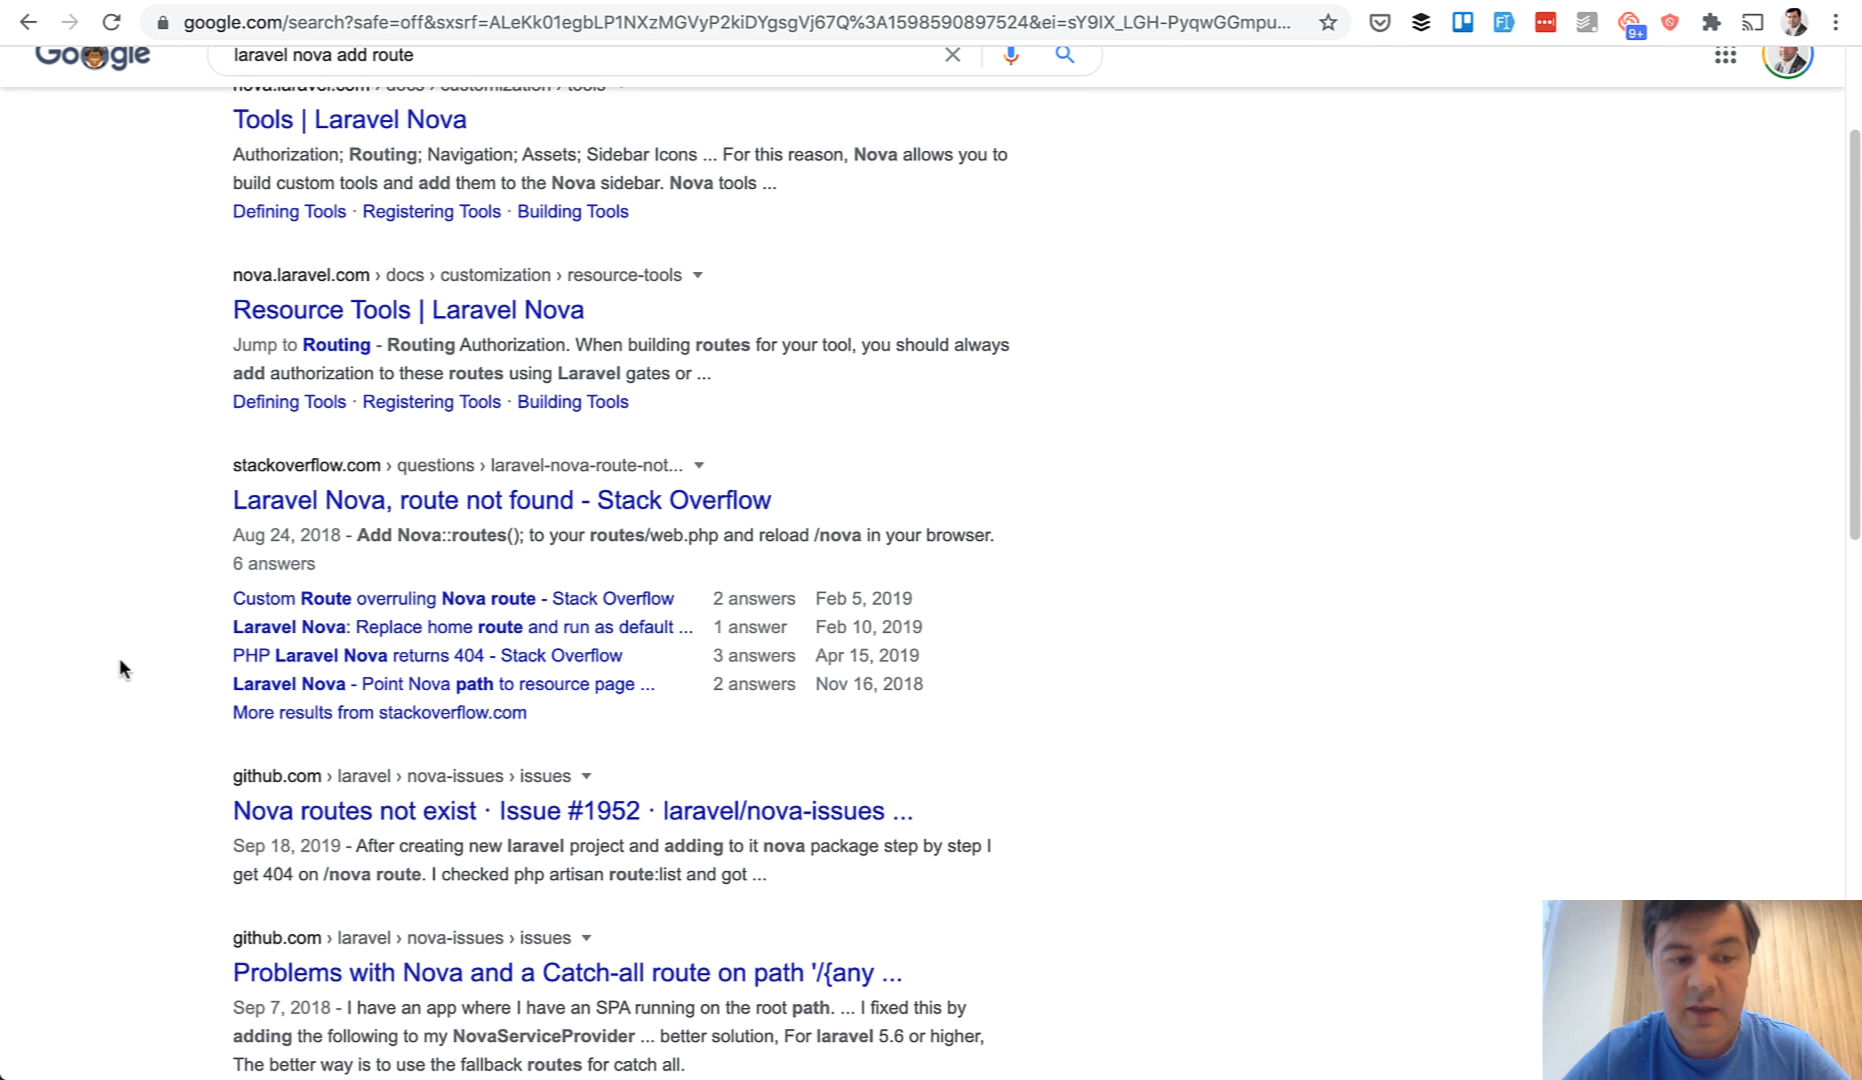 google.com/search?safe=off&sxsrf=ALeKk01egbLP1NXzMGVyP2kiDYgsgVj67Q%3A1598590897524&ei=sY9IX_LGH-PyqwGGmpu...
9+
Google
laravel nova add route
nova.laravel.com › docs › customization › tools
Tools | Laravel Nova
Authorization; Routing; Navigation; Assets; Sidebar Icons ... For this reason, Nova allows you to
build custom tools and add them to the Nova sidebar. Nova tools ...
Defining Tools · Registering Tools · Building Tools
nova.laravel.com › docs › customization › resource-tools
Resource Tools | Laravel Nova
Jump to Routing - Routing Authorization. When building routes for your tool, you should always
add authorization to these routes using Laravel gates or ...
Defining Tools · Registering Tools · Building Tools
stackoverflow.com › questions › laravel-nova-route-not...
Laravel Nova, route not found - Stack Overflow
Aug 24, 2018 - Add Nova::routes(); to your routes/web.php and reload /nova in your browser.
6 answers
Custom Route overruling Nova route - Stack Overflow 2 answers Feb 5, 2019
Laravel Nova: Replace home route and run as default ... 1 answer Feb 10, 2019
PHP Laravel Nova returns 404 - Stack Overflow 3 answers Apr 15, 2019
Laravel Nova - Point Nova path to resource page ... 2 answers Nov 16, 2018
More results from stackoverflow.com
github.com › laravel › nova-issues › issues
Nova routes not exist · Issue #1952 · laravel/nova-issues ...
Sep 18, 2019 - After creating new laravel project and adding to it nova package step by step I
get 404 on /nova route. I checked php artisan route:list and got ...
github.com › laravel › nova-issues › issues
Problems with Nova and a Catch-all route on path '/{any ...
Sep 7, 2018 - I have an app where I have an SPA running on the root path. ... I fixed this by
adding the following to my NovaServiceProvider ... better solution, For laravel 5.6 or higher,
The better way is to use the fallback routes for catch all.